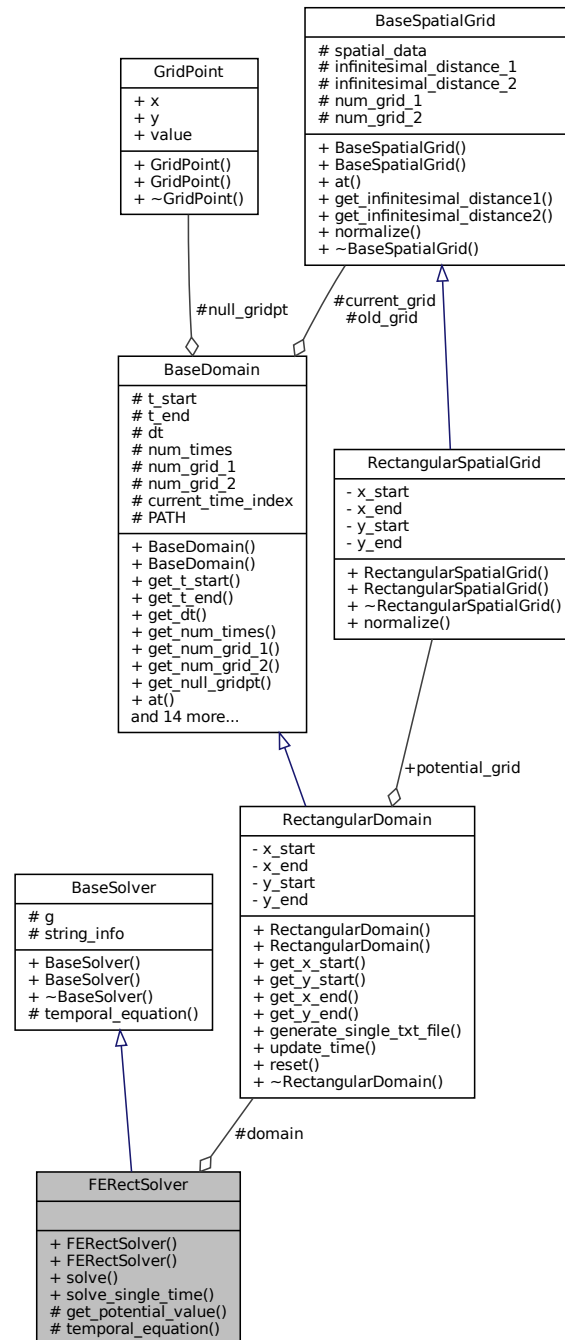 BaseSpatialGrid
# spatial_data
# infinitesimal_distance_1
# infinitesimal_distance_2
# num_grid_1
# num_grid_2
+ BaseSpatialGrid()
+ BaseSpatialGrid()
+ at()
+ get_infinitesimal_distance1()
+ get_infinitesimal_distance2()
+ normalize()
+ ~BaseSpatialGrid()
GridPoint
+ x
+ y
+ value
+ GridPoint()
+ GridPoint()
+ ~GridPoint()
#null_gridpt
#current_grid
#old_grid
BaseDomain
# t_start
# t_end
# dt
# num_times
# num_grid_1
# num_grid_2
# current_time_index
# PATH
+ BaseDomain()
+ BaseDomain()
+ get_t_start()
+ get_t_end()
+ get_dt()
+ get_num_times()
+ get_num_grid_1()
+ get_num_grid_2()
+ get_null_gridpt()
+ at()
and 14 more...
RectangularSpatialGrid
- x_start
- x_end
- y_start
- y_end
+ RectangularSpatialGrid()
+ RectangularSpatialGrid()
+ ~RectangularSpatialGrid()
+ normalize()
+potential_grid
RectangularDomain
- x_start
- x_end
- y_start
- y_end
+ RectangularDomain()
+ RectangularDomain()
+ get_x_start()
+ get_y_start()
+ get_x_end()
+ get_y_end()
+ generate_single_txt_file()
+ update_time()
+ reset()
+ ~RectangularDomain()
BaseSolver
# g
# string_info
+ BaseSolver()
+ BaseSolver()
+ ~BaseSolver()
# temporal_equation()
#domain
FERectSolver
+ FERectSolver()
+ FERectSolver()
+ solve()
+ solve_single_time()
# get_potential_value()
# temporal_equation()